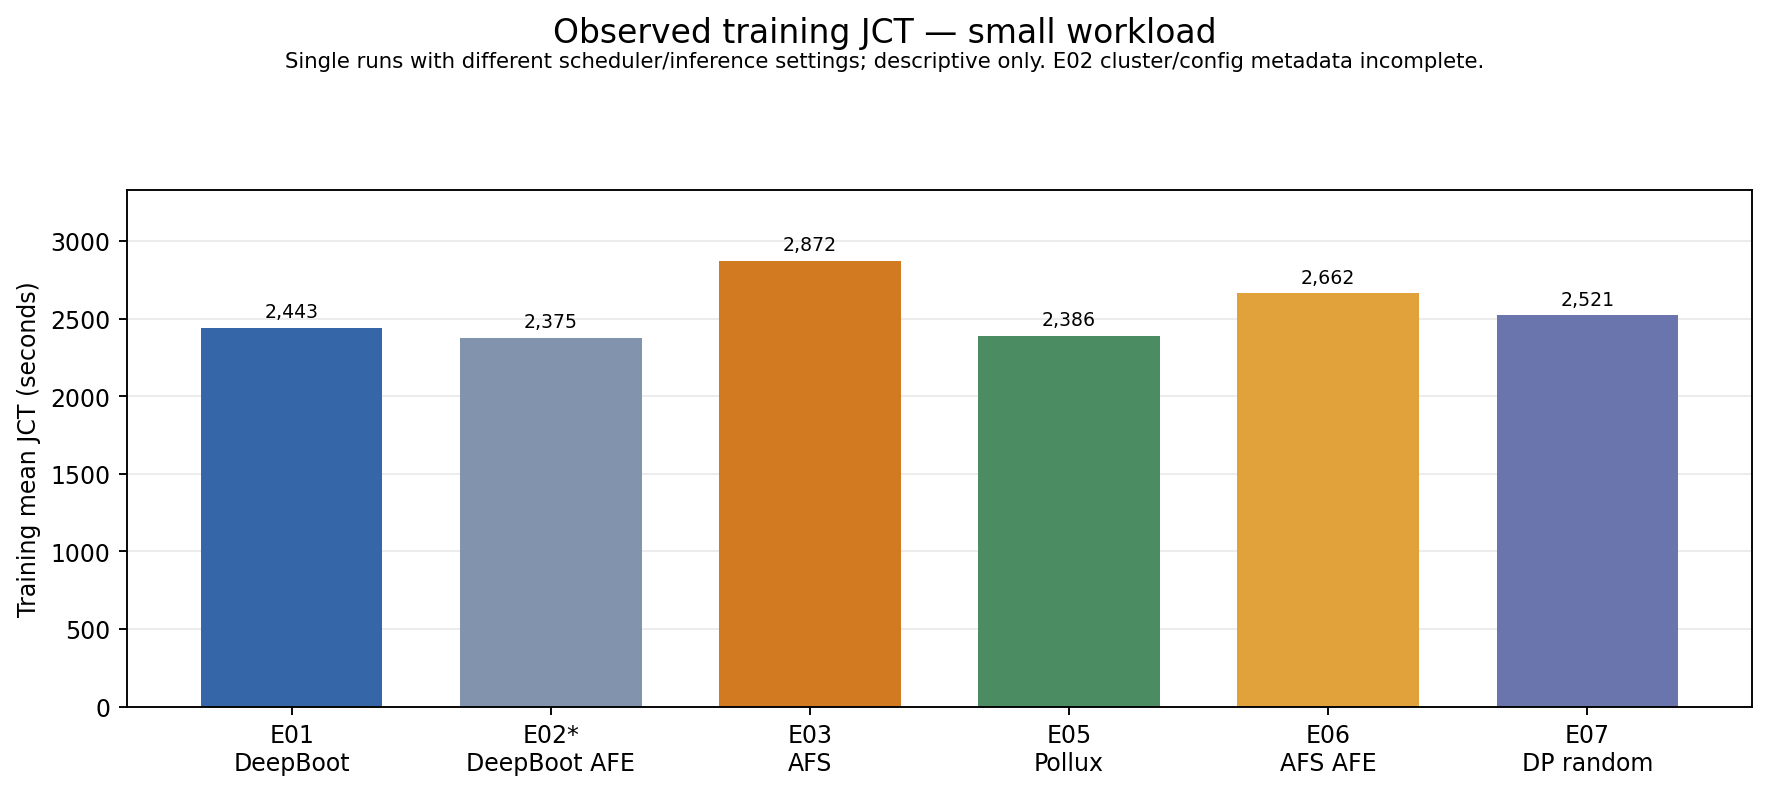 Observed training JCT — small workload
Single runs with different scheduler/inference settings; descriptive only. E02 cluster/config metadata incomplete.
Training mean JCT (seconds)
3000
2500
2000
1500
1000
500
0
2,443
2,375
2,872
2,386
2,662
2,521
E01
DeepBoot
E02*
DeepBoot AFE
E03
AFS
E05
Pollux
E06
AFS AFE
E07
DP random